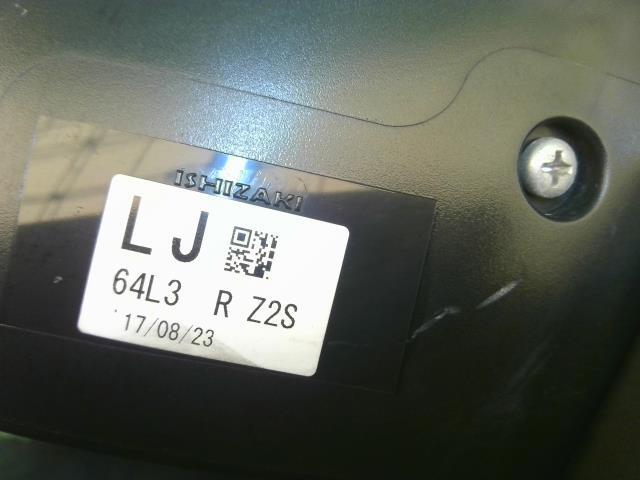 ISHIZAKI
LJ
64L3 R Z2S
17/08/23